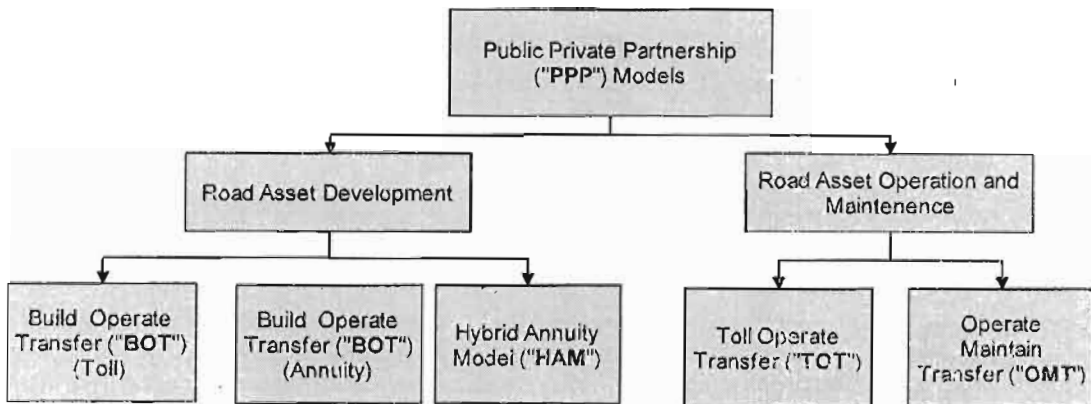 Public Private Partnership
("PPP") Models
Road Asset Development
Road Asset Operation and
Maintenence
Build Operate
Transfer ("BOT")
(Toll)
Build Operate
Transfer ("BOT")
(Annuity)
Hybrid Annuity
Model ("HAM")
Toll Operate
Transfer ("TOT")
Operate
Maintain
Transfer ("OMT")